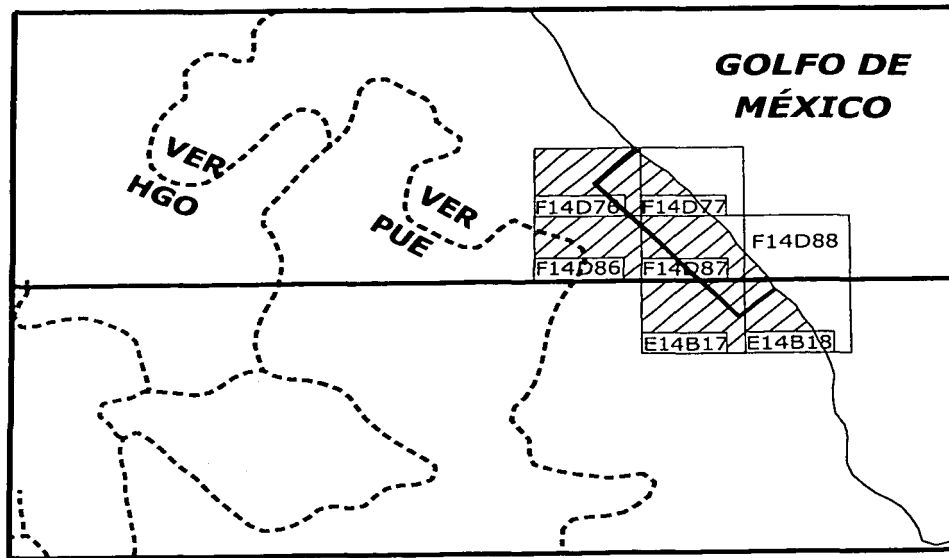 GOLFO DE
MÉXICO
VER
HGO
VER
PUE
F14D76
F14D77
F14D88
F14D86
F14D87
E14B17
E14B18